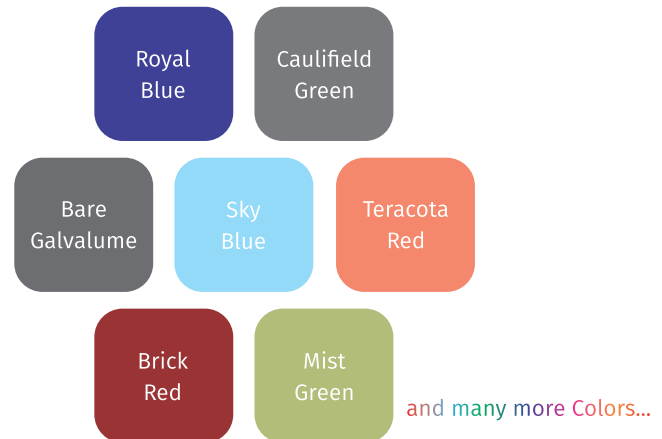 Royal
Blue
Caulifield
Green
Bare
Galvalume
Sky
Blue
Teracota
Red
Brick
Red
Mist
Green
and many more Colors...